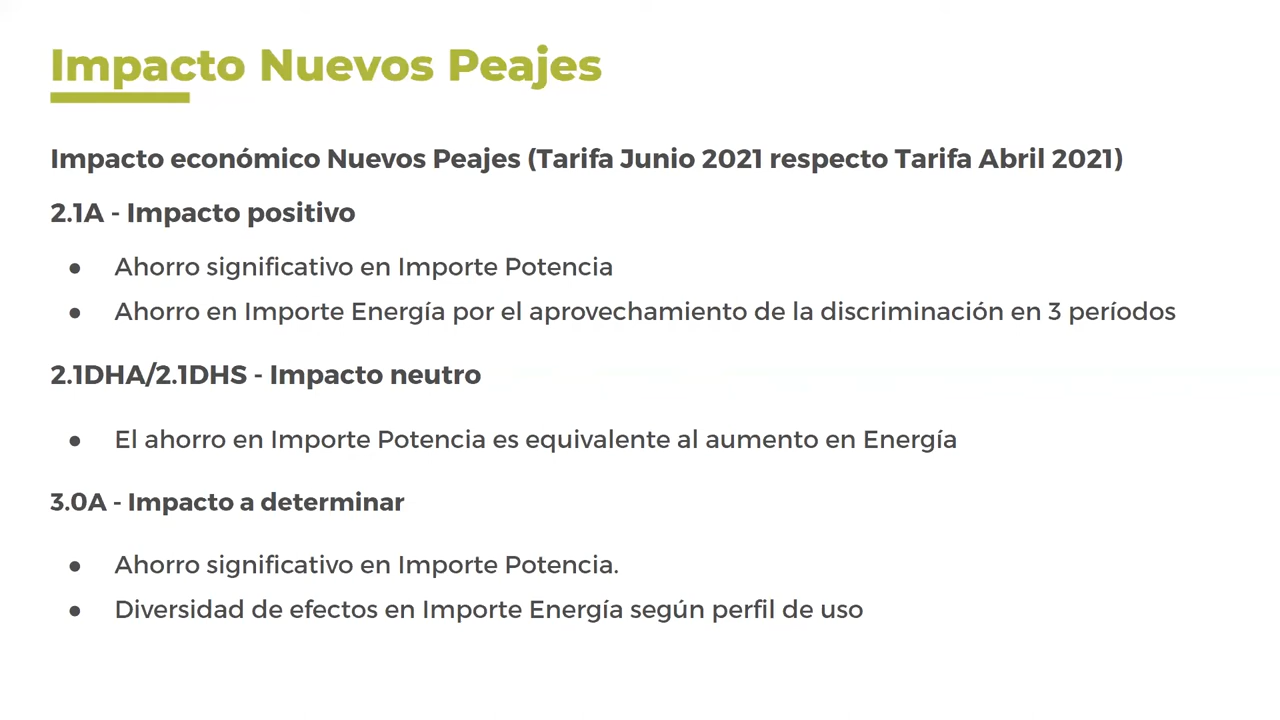 Impacto Nuevos Peajes
Impacto económico Nuevos Peajes (Tarifa Junio 2021 respecto Tarifa Abril 2021)
2.1A - Impacto positivo
● Ahorro significativo en Importe Potencia
● Ahorro en Importe Energía por el aprovechamiento de la discriminación en 3 períodos
2.1DHA/2.1DHS - Impacto neutro
● El ahorro en Importe Potencia es equivalente al aumento en Energía
3.0A - Impacto a determinar
● Ahorro significativo en Importe Potencia.
● Diversidad de efectos en Importe Energía según perfil de uso